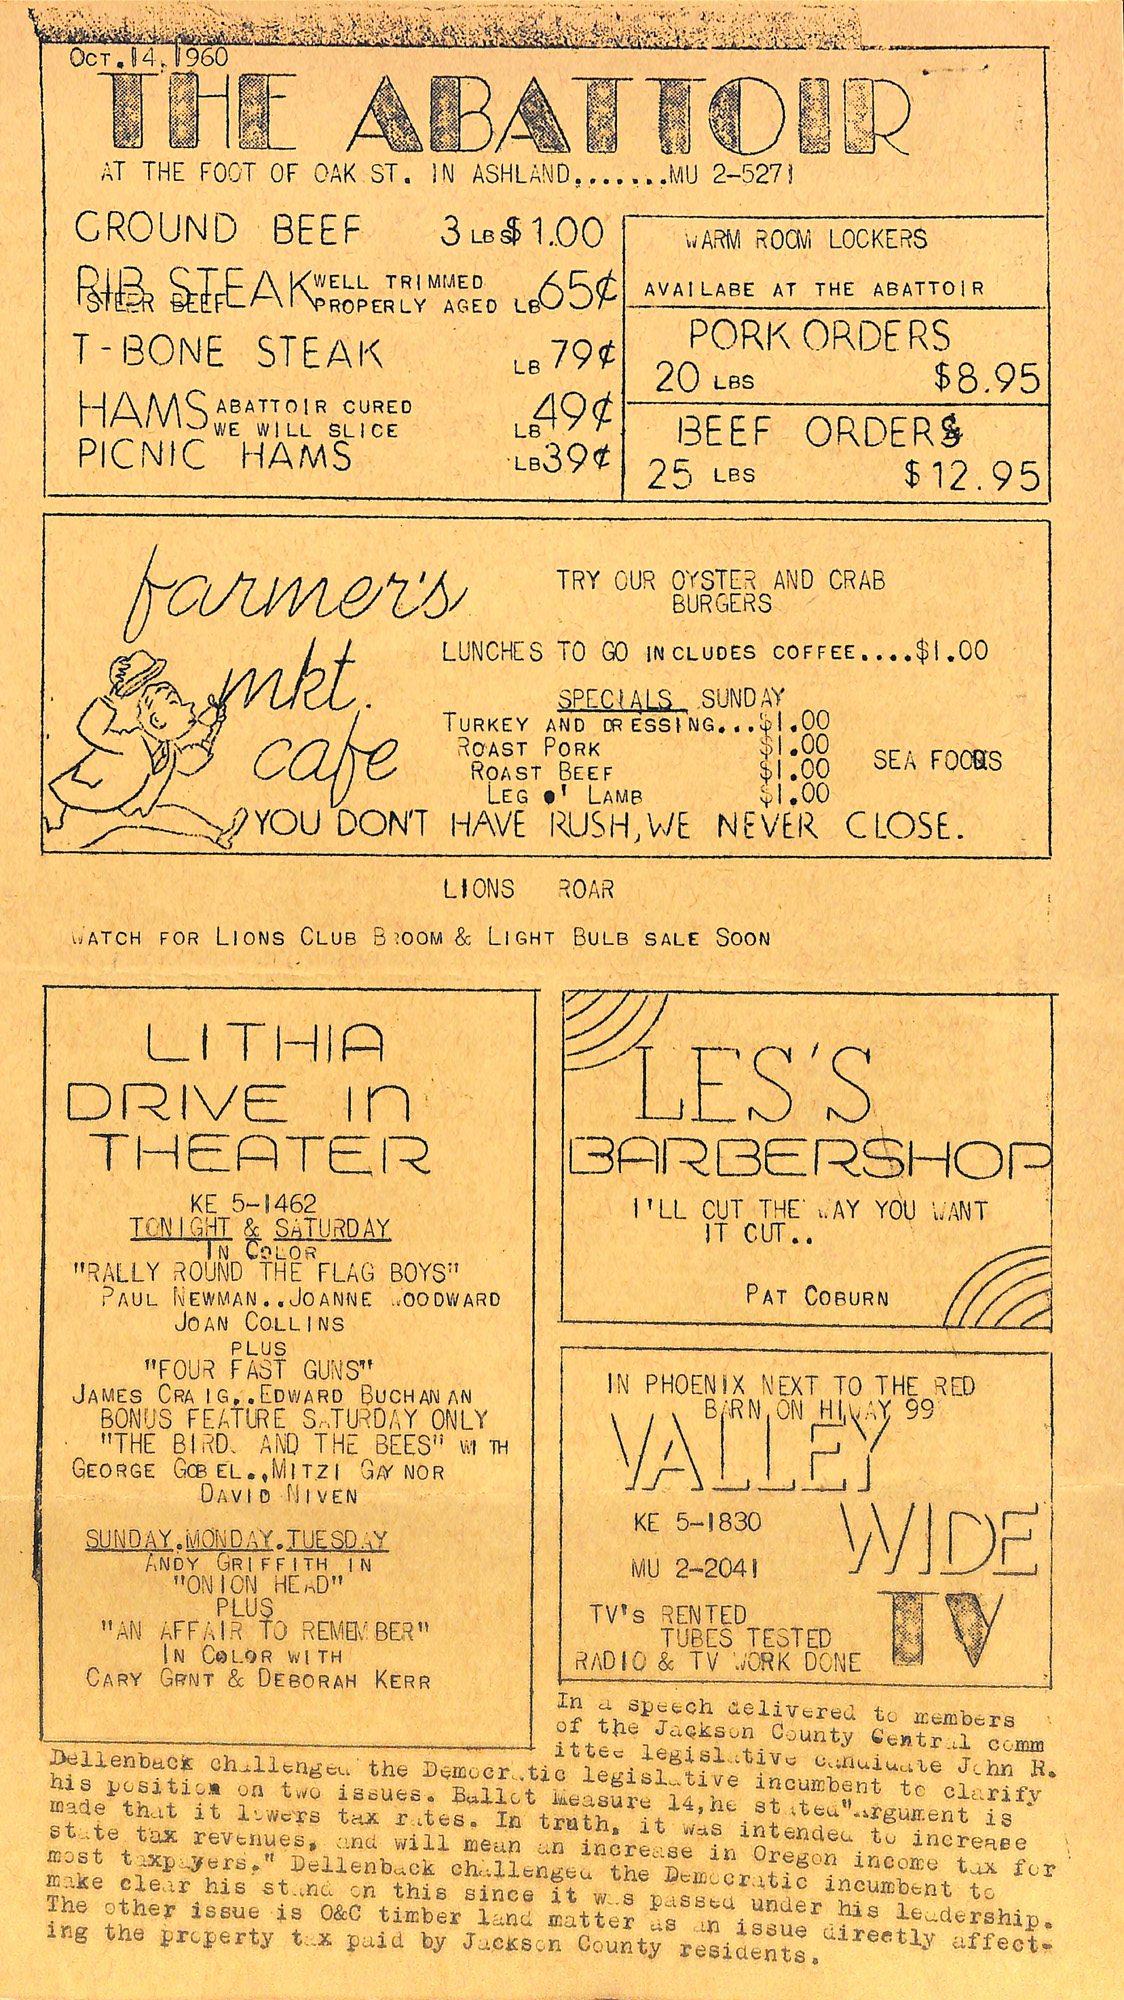 OCT. 14, 1960
THE ABATTOIR
AT THE FOOT OF OAK ST. IN ASHLAND.......MU 2-5271
GROUND BEEF 3 LBS $1.00
RIB STEAK WELL TRIMMED
STEER BEEF PROPERLY AGED LB 65¢
T-BONE STEAK LB 79¢
HAMS ABATTOIR CURED
WE WILL SLICE LB 49¢
PICNIC HAMS LB 39¢
WARM ROOM LOCKERS
AVAILABE AT THE ABATTOIR
PORK ORDERS
20 LBS $8.95
BEEF ORDERS
25 LBS $12.95
farmer's
mkt.
cafe
TRY OUR OYSTER AND CRAB
BURGERS
LUNCHES TO GO INCLUDES COFFEE....$1.00
SPECIALS SUNDAY
TURKEY AND DRESSING...$1.00
ROAST PORK $1.00
ROAST BEEF $1.00
LEG O' LAMB $1.00
SEA FOODS
YOU DON'T HAVE RUSH, WE NEVER CLOSE.
LIONS ROAR
WATCH FOR LIONS CLUB BROOM & LIGHT BULB SALE SOON
LITHIA
DRIVE In
THEATER
KE 5-1462
TONIGHT & SATURDAY
IN COLOR
"RALLY ROUND THE FLAG BOYS"
PAUL NEWMAN..JOANNE WOODWARD
JOAN COLLINS
PLUS
"FOUR FAST GUNS"
JAMES CRAIG..EDWARD BUCHANAN
BONUS FEATURE SATURDAY ONLY
"THE BIRDS AND THE BEES" WITH
GEORGE GOBEL..MITZI GAYNOR
DAVID NIVEN
SUNDAY.MONDAY.TUESDAY
ANDY GRIFFITH IN
"ONION HEAD"
PLUS
"AN AFFAIR TO REMEMBER"
IN COLOR WITH
CARY GRNT & DEBORAH KERR
LES'S
BARBERSHOP
I'LL CUT THE WAY YOU WANT
IT CUT..
PAT COBURN
IN PHOENIX NEXT TO THE RED
BARN ON HIWAY 99
VALLEY
WIDE
TV
KE 5-1830
MU 2-2041
TV's RENTED
TUBES TESTED
RADIO & TV WORK DONE
In a speech delivered to members
of the Jackson County Central comm
ittee legislative candidate John R.
Dellenback challenged the Democratic legislative incumbent to clarify
his position on two issues. Ballot Measure 14, he stated "Argument is
made that it lowers tax rates. In truth, it was intended to increase
state tax revenues, and will mean an increase in Oregon income tax for
most taxpayers." Dellenback challenged the Democratic incumbent to
make clear his stand on this since it was passed under his leadership.
The other issue is O&C timber land matter as an issue directly affect-
ing the property tax paid by Jackson County residents.